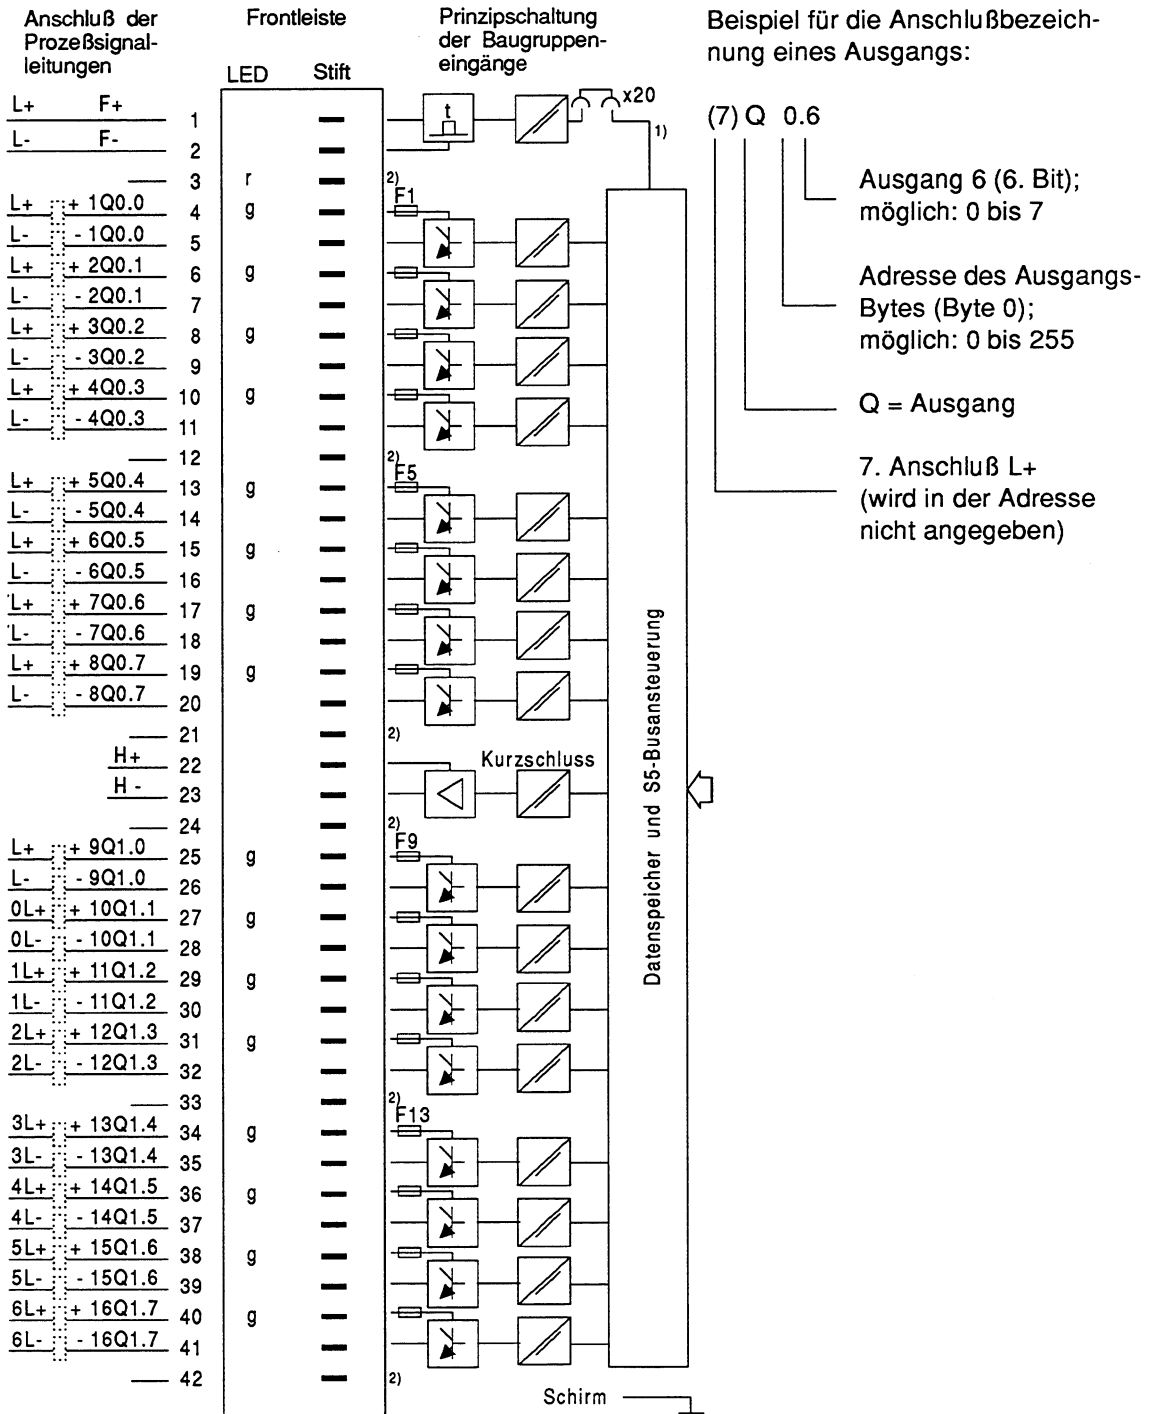 Anschluß der
Prozeßsignal-
leitungen
Frontleiste
LED Stift
Prinzipschaltung
der Baugruppen-
eingänge
Beispiel für die Anschlußbezeich-
nung eines Ausgangs:
(7) Q 0.6
Ausgang 6 (6. Bit);
möglich: 0 bis 7
Adresse des Ausgangs-
Bytes (Byte 0);
möglich: 0 bis 255
Q = Ausgang
7. Anschluß L+
(wird in der Adresse
nicht angegeben)
L+ F+ 1 t x20
1)
L- F- 2
3 r 2)
F1
L+ + 1Q0.0 4 g
L- - 1Q0.0 5
L+ + 2Q0.1 6 g
L- - 2Q0.1 7
L+ + 3Q0.2 8 g
L- - 3Q0.2 9
L+ + 4Q0.3 10 g
L- - 4Q0.3 11
12 2)
F5
L+ + 5Q0.4 13 g
L- - 5Q0.4 14
L+ + 6Q0.5 15 g
L- - 6Q0.5 16
L+ + 7Q0.6 17 g
L- - 7Q0.6 18
L+ + 8Q0.7 19 g
L- - 8Q0.7 20
21 2)
H+ 22 Kurzschluss
H - 23
24 2)
F9
L+ + 9Q1.0 25 g
L- - 9Q1.0 26
0L+ + 10Q1.1 27 g
0L- - 10Q1.1 28
1L+ + 11Q1.2 29 g
1L- - 11Q1.2 30
2L+ + 12Q1.3 31 g
2L- - 12Q1.3 32
33 2)
F13
3L+ + 13Q1.4 34 g
3L- - 13Q1.4 35
4L+ + 14Q1.5 36 g
4L- - 14Q1.5 37
5L+ + 15Q1.6 38 g
5L- - 15Q1.6 39
6L+ + 16Q1.7 40 g
6L- - 16Q1.7 41
42 2)
Datenspeicher und S5-Busansteuerung
Schirm